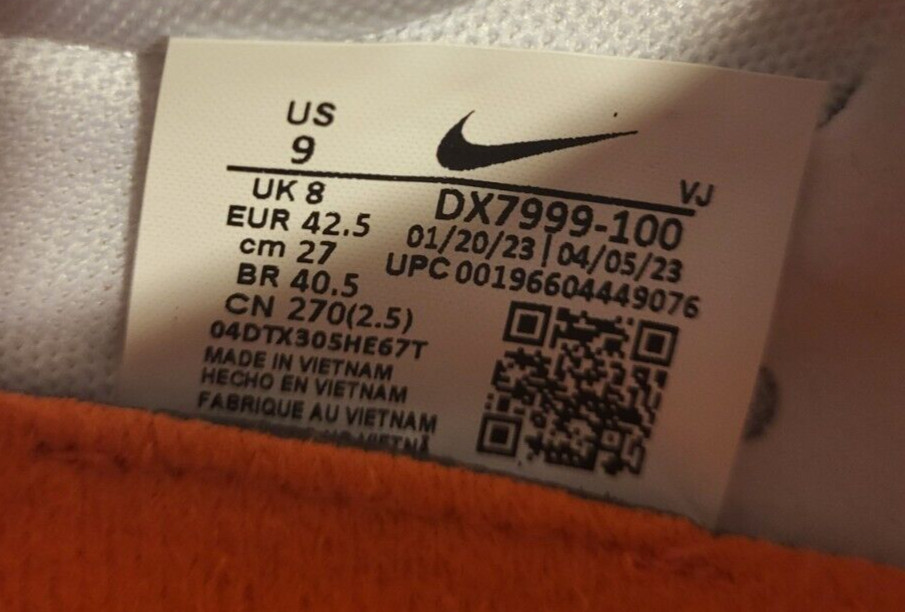 US
9
UK 8
EUR 42.5
cm 27
BR 40.5
CN 270(2.5)
04DTX305HE67T
MADE IN VIETNAM
HECHO EN VIETNAM
FABRIQUE AU VIETNAM
VJ
DX7999-100
01/20/23 | 04/05/23
UPC 00196604449076